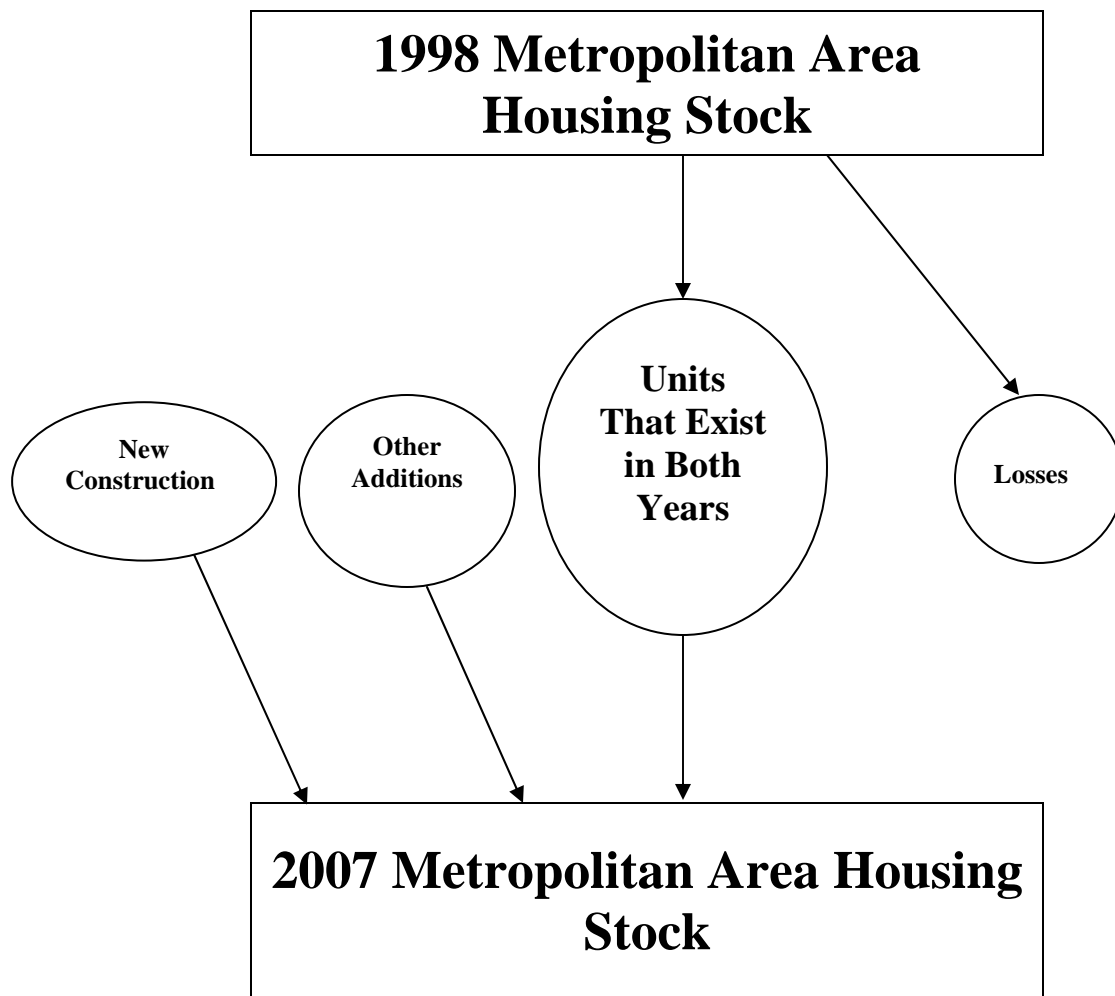 1998 Metropolitan Area
Housing Stock
Units
That Exist
in Both
Years
New
Construction
Other
Additions
Losses
2007 Metropolitan Area Housing
Stock